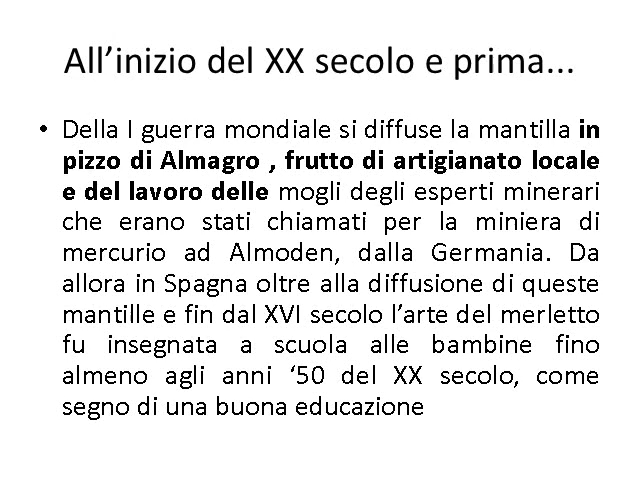 All’inizio del XX secolo e prima...
• Della I guerra mondiale si diffuse la mantilla in
pizzo di Almagro , frutto di artigianato locale
e del lavoro delle mogli degli esperti minerari
che erano stati chiamati per la miniera di
mercurio ad Almoden, dalla Germania. Da
allora in Spagna oltre alla diffusione di queste
mantille e fin dal XVI secolo l’arte del merletto
fu insegnata a scuola alle bambine fino
almeno agli anni ‘50 del XX secolo, come
segno di una buona educazione